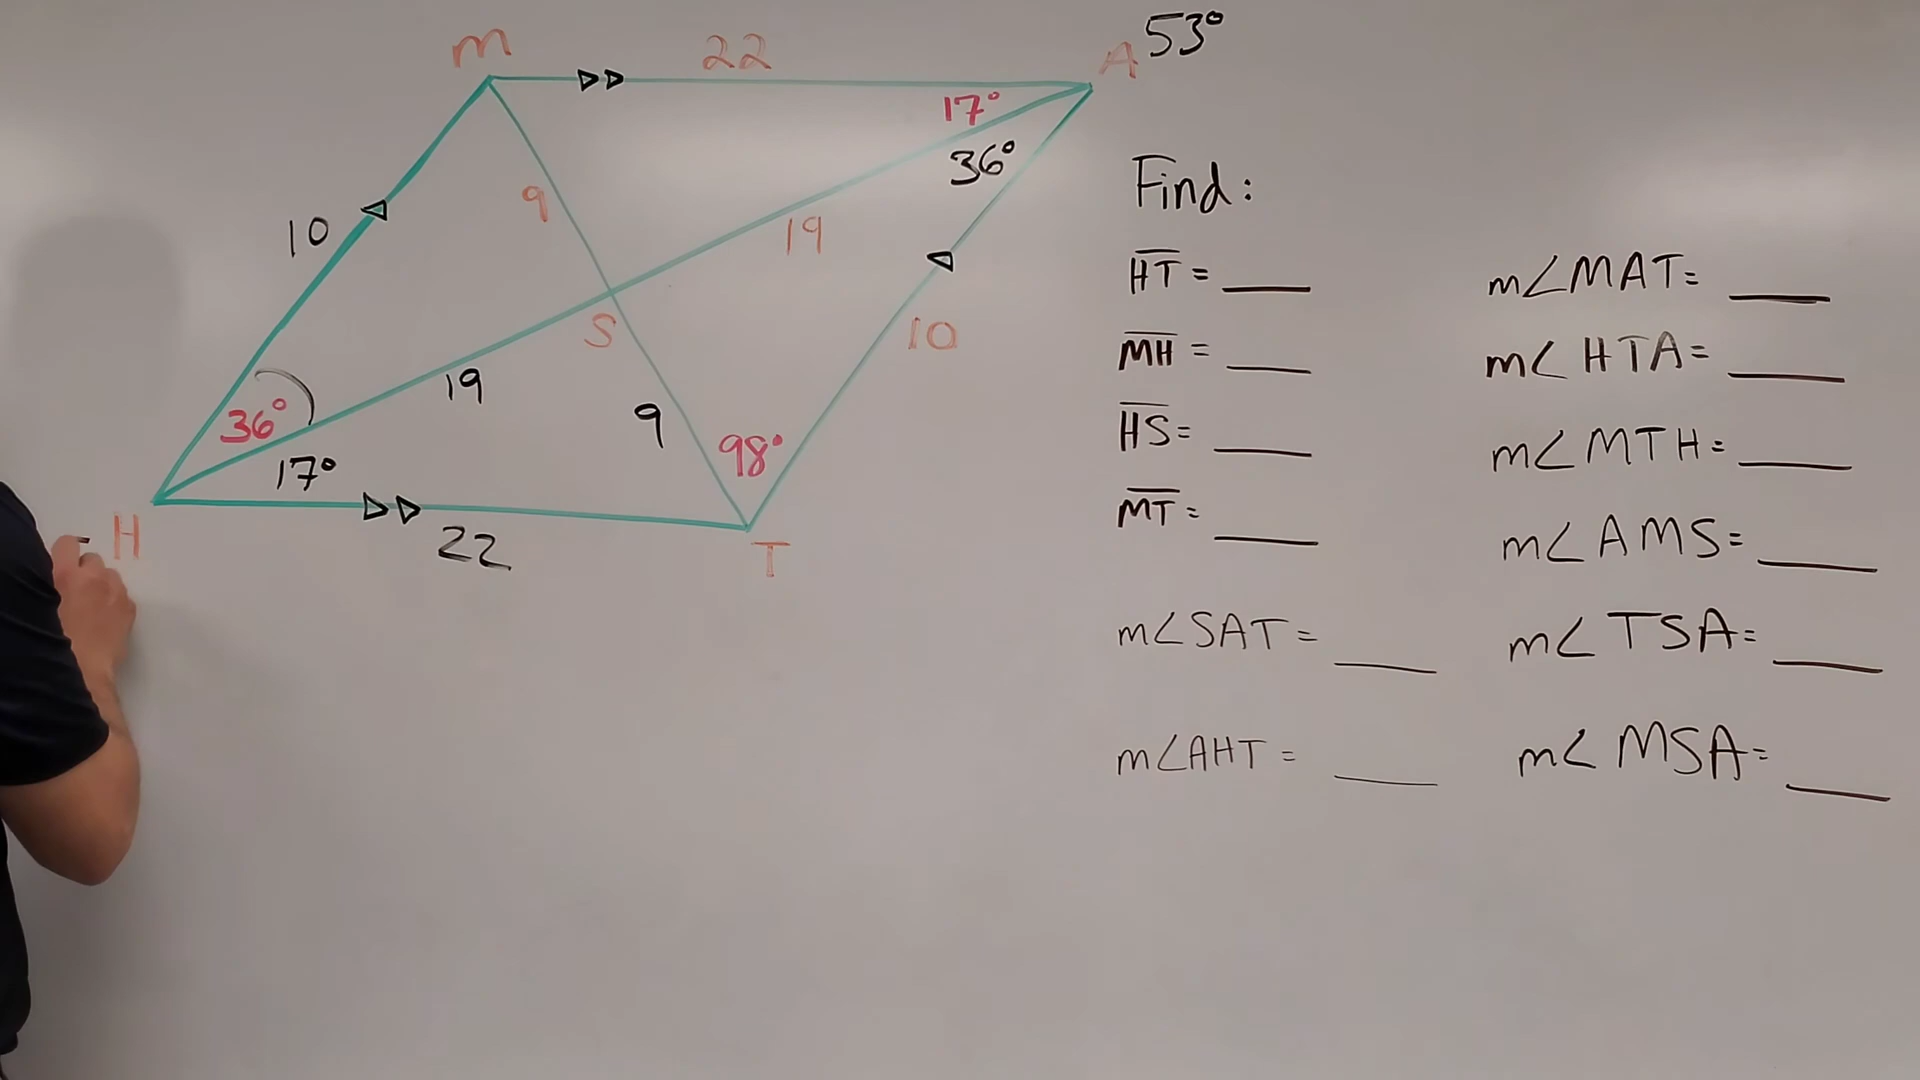 M 22 A 53°
17°
36°
10
9
19
S
10
19
9
36°
98°
17°
H
22
T
Find:
HT = ___
MH = ___
HS = ___
MT = ___
m∠SAT = ___
m∠AHT = ___
m∠MAT = ___
m∠HTA = ___
m∠MTH = ___
m∠AMS = ___
m∠TSA = ___
m∠MSA = ___